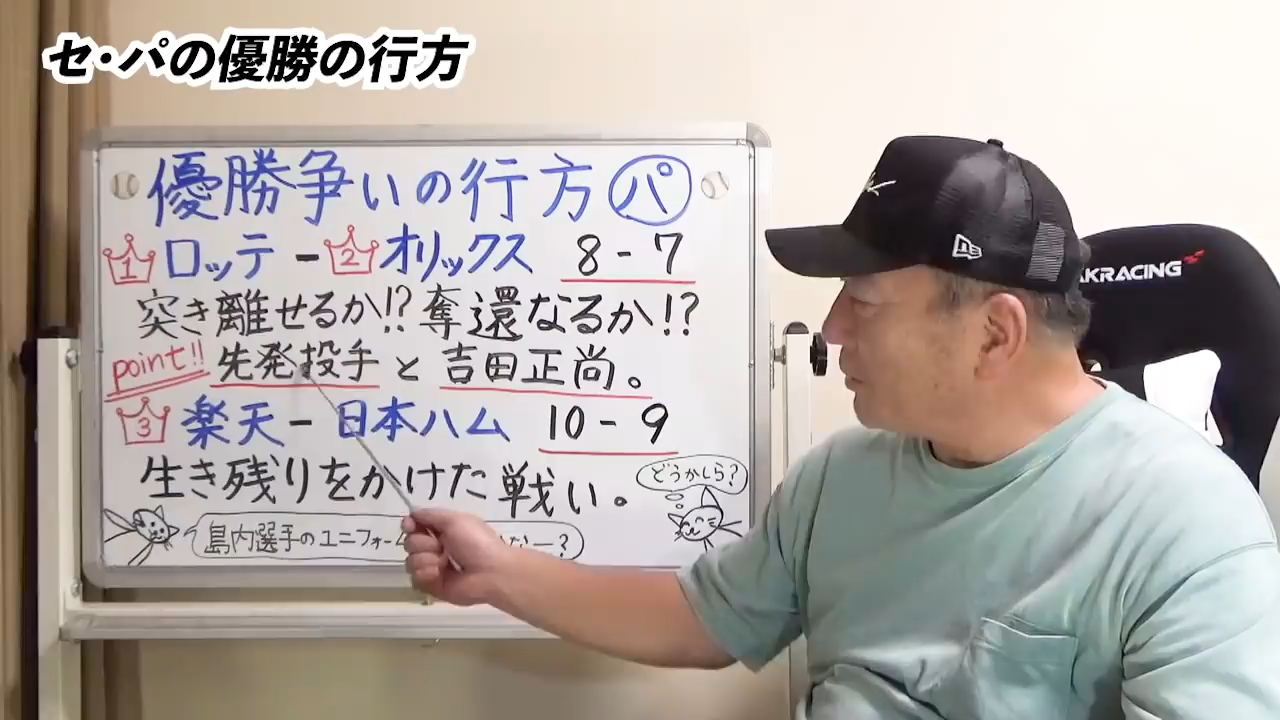 セ・パの優勝の行方
優勝争いの行方 パ
1 ロッテ - 2 オリックス 8 - 7
突き離せるか!? 奪還なるか!?
point!! 先発投手と吉田正尚。
3 楽天 - 日本ハム 10 - 9
生き残りをかけた戦い。
どうかしら?
島内選手のユニフォーム
なー?
AKRACING